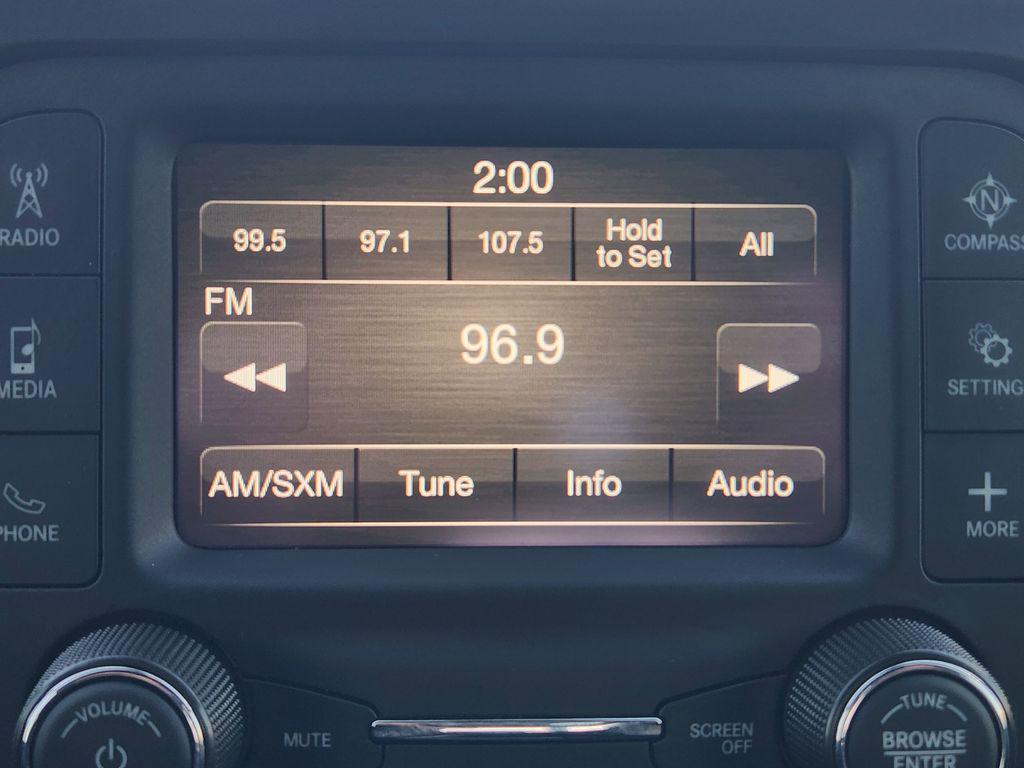 2:00
99.5 97.1 107.5 Hold to Set All
FM
96.9
AM/SXM Tune Info Audio
RADIO
MEDIA
PHONE
COMPASS
SETTING
MORE
VOLUME
MUTE
SCREEN
OFF
TUNE
BROWSE
ENTER